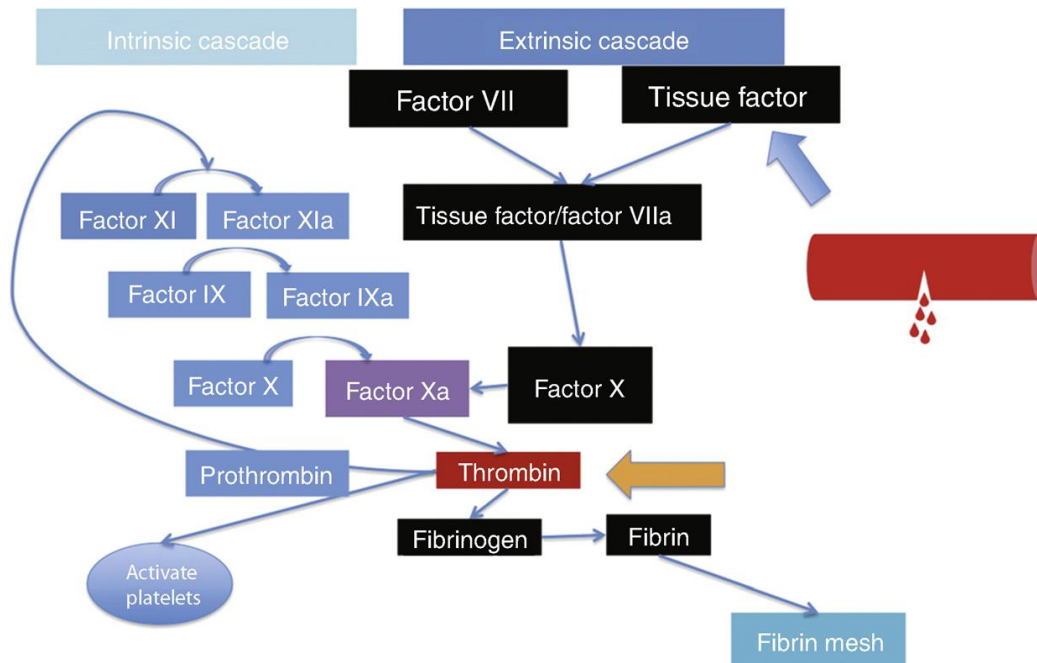 Intrinsic cascade
Extrinsic cascade
Factor VII
Tissue factor
Factor XI
Factor XIa
Tissue factor/factor VIIa
Factor IX
Factor IXa
Factor X
Factor Xa
Factor X
Prothrombin
Thrombin
Fibrinogen
Fibrin
Activate
platelets
Fibrin mesh